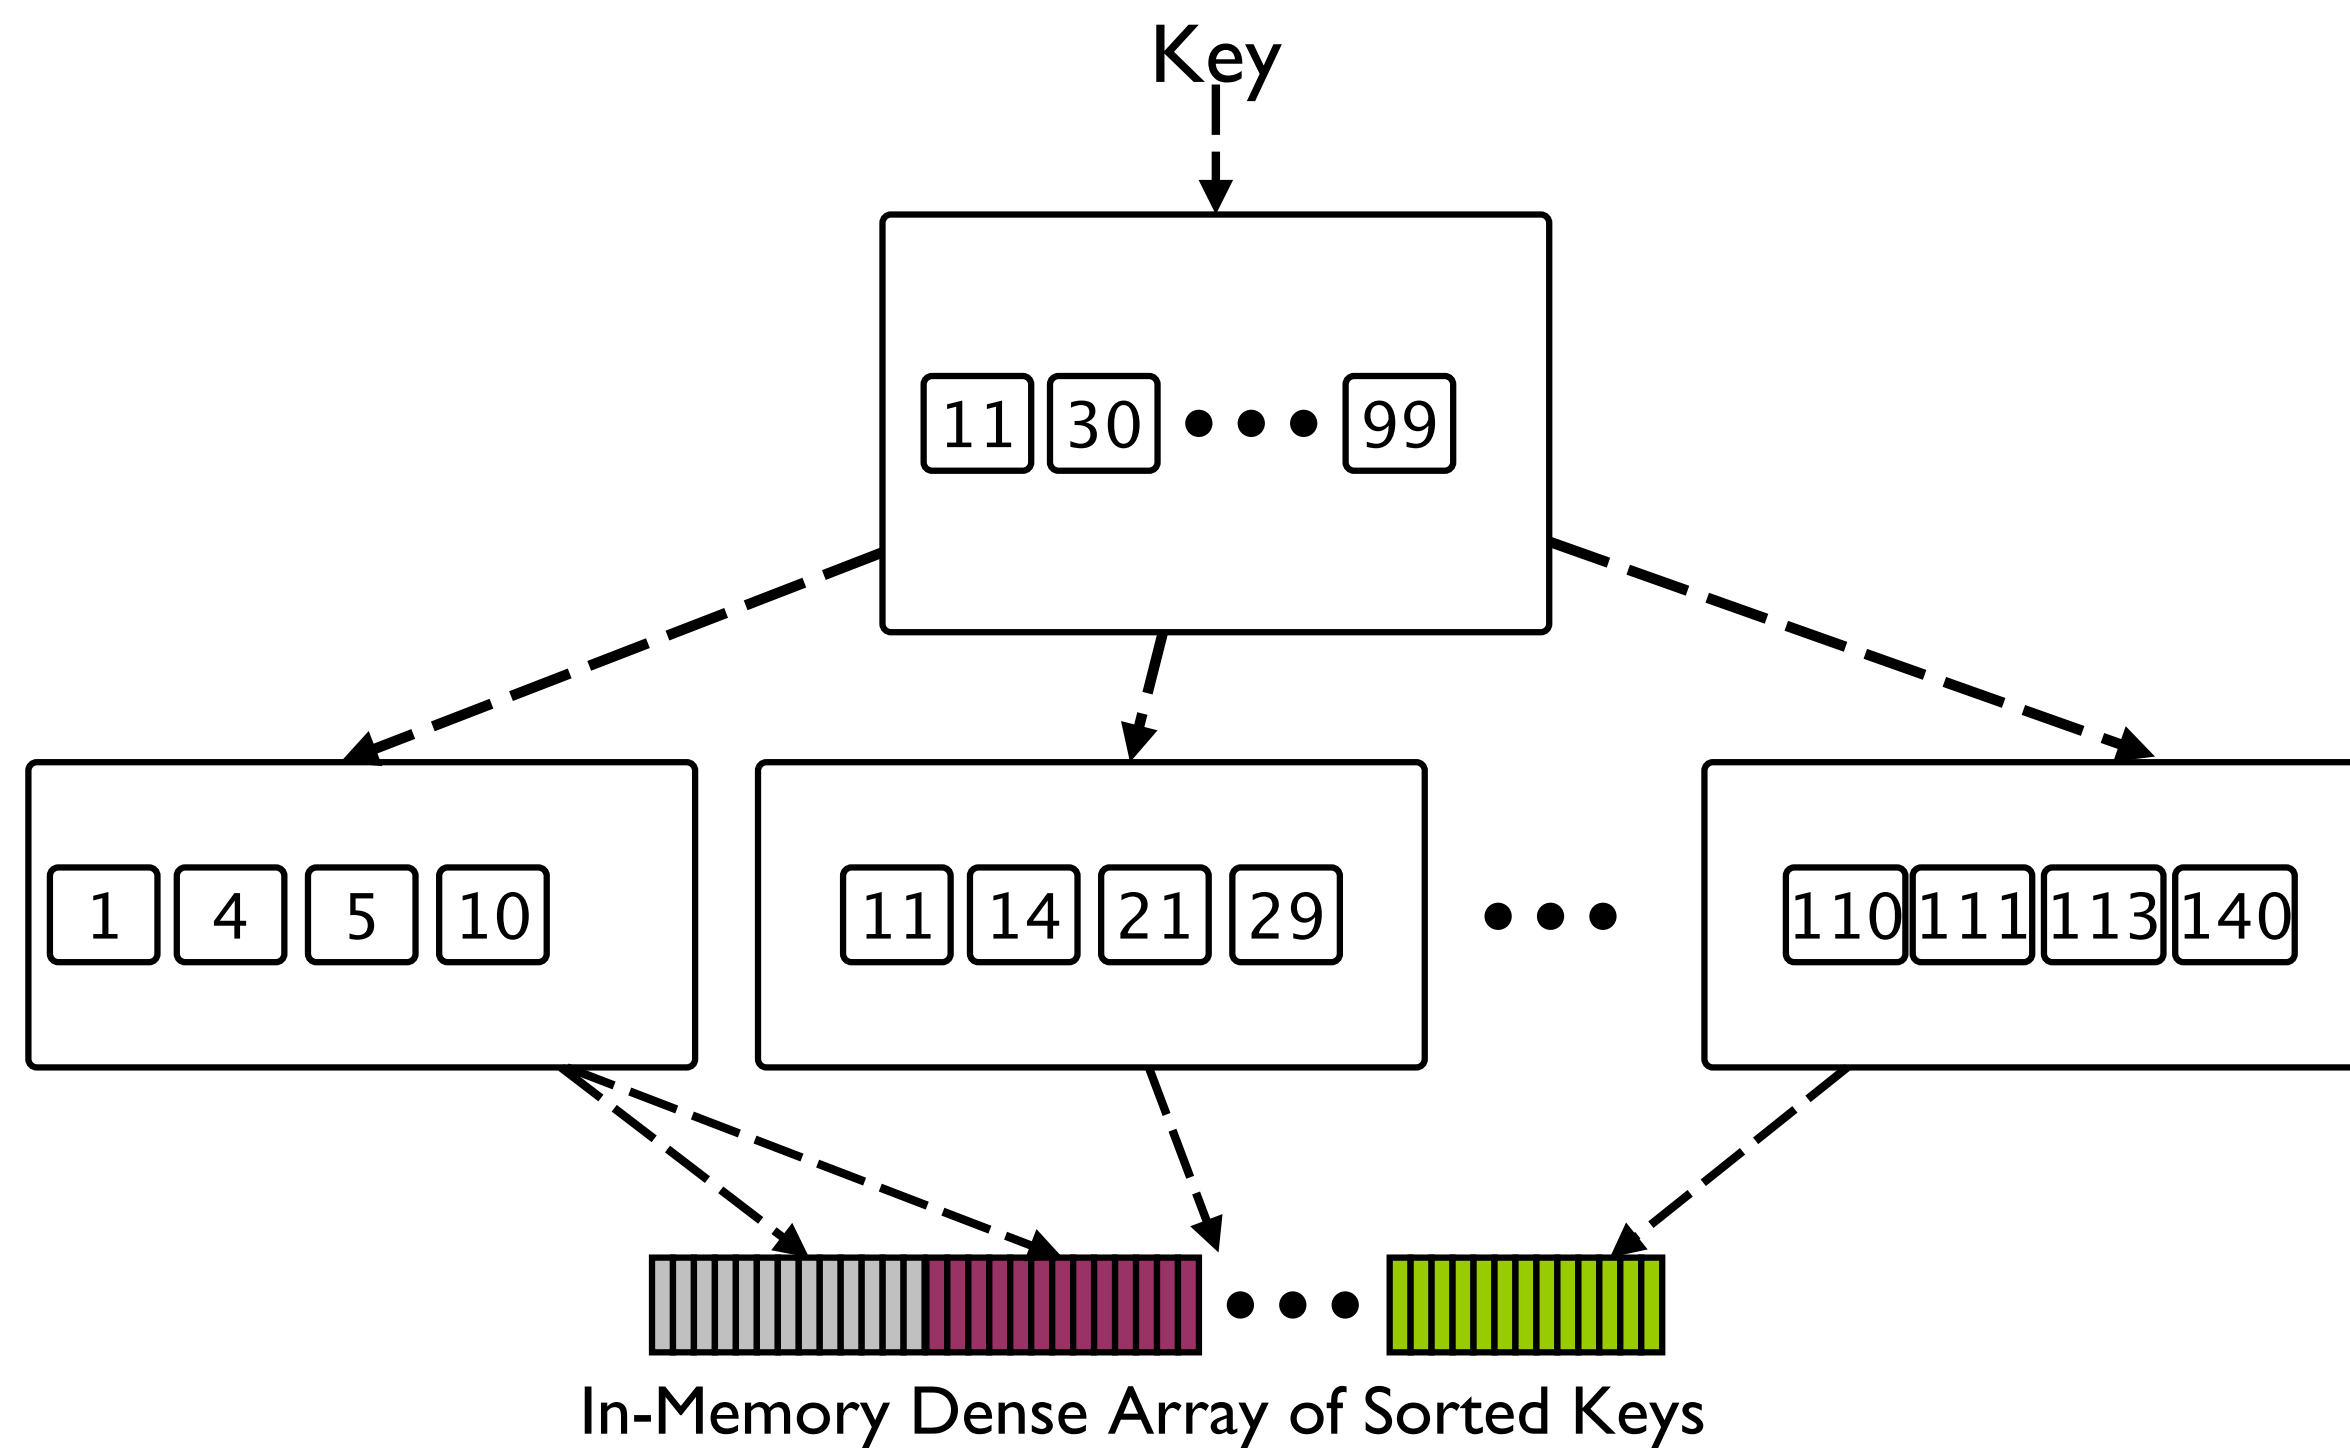 Key
11 30 ••• 99
1 4 5 10 11 14 21 29 ••• 110 111 113 140
•••
In-Memory Dense Array of Sorted Keys